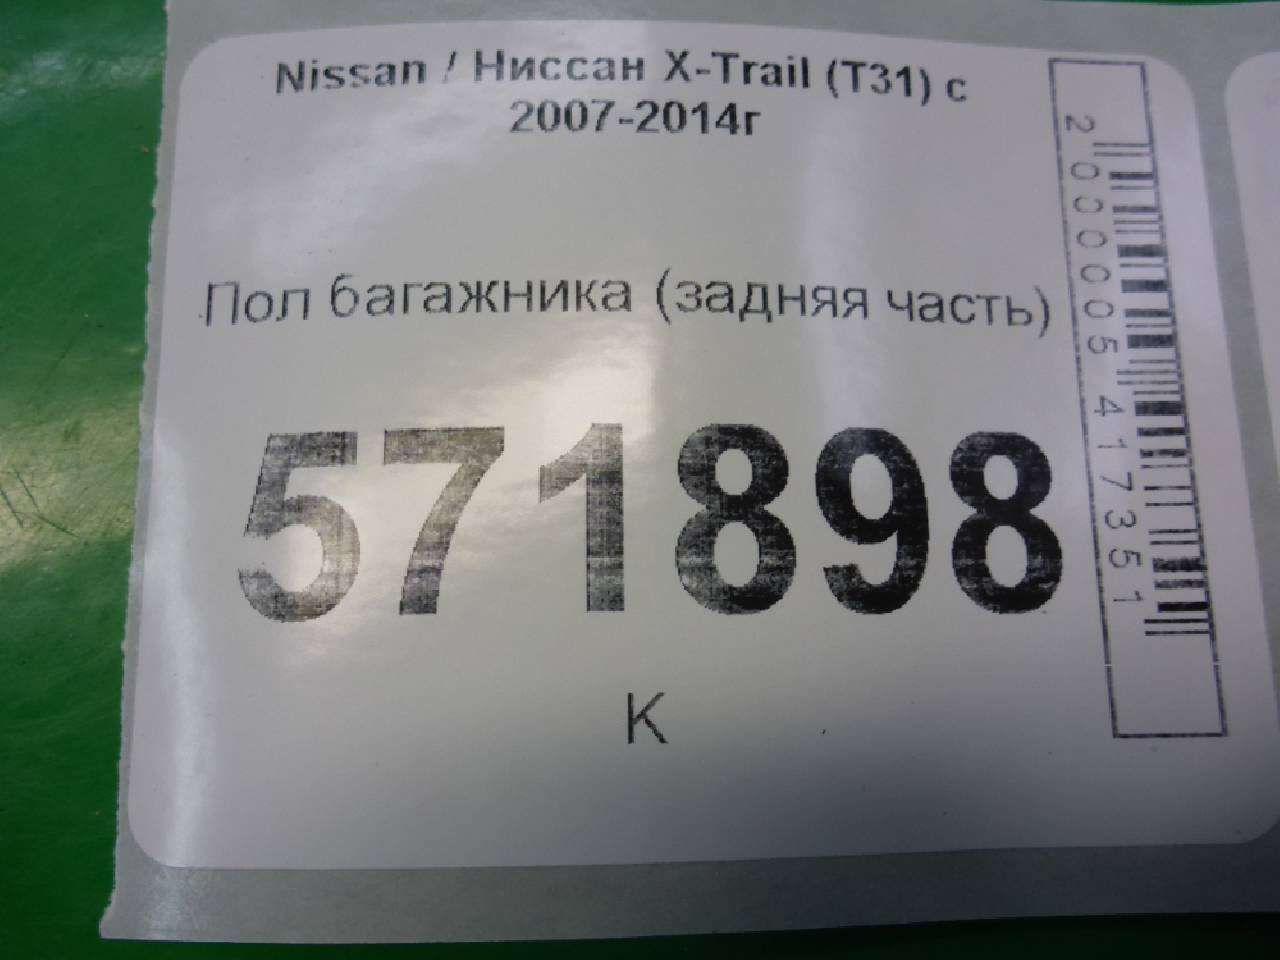 Nissan / Ниссан X-Trail (T31) с
2007-2014г
Пол багажника (задняя часть)
571898
К
2000005417351